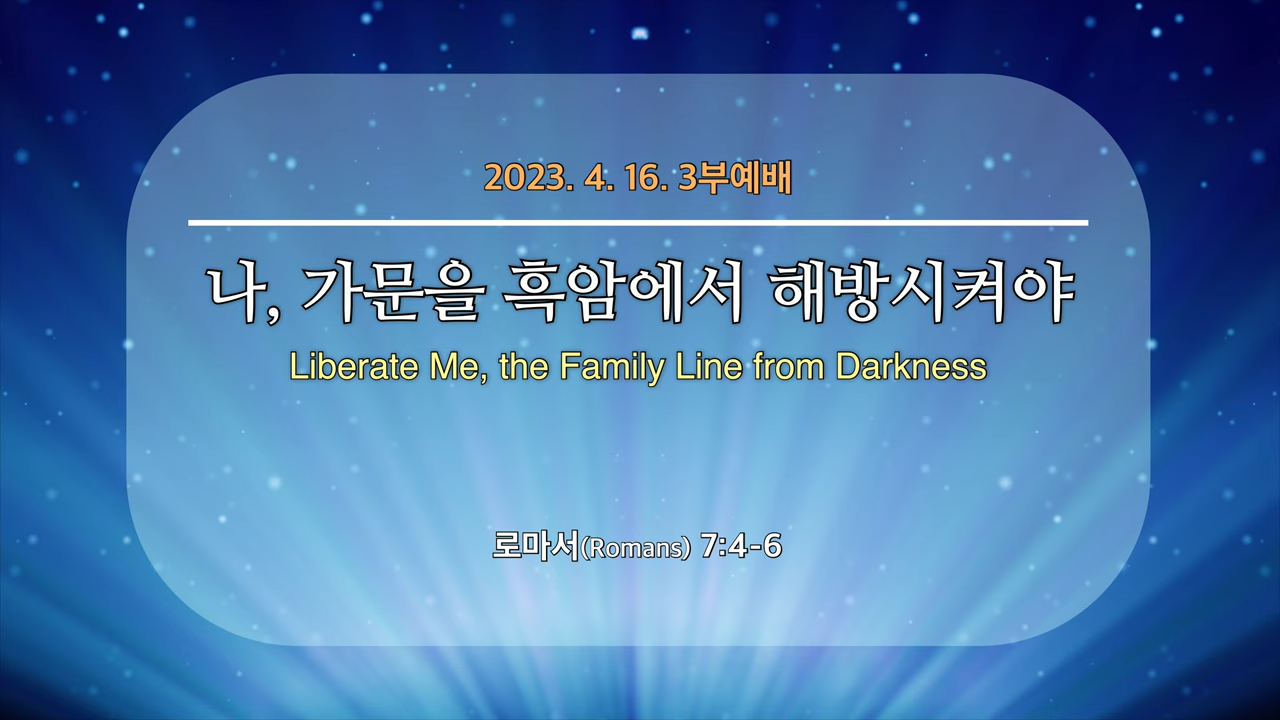 2023. 4. 16. 3부예배
나, 가문을 흑암에서 해방시켜야
Liberate Me, the Family Line from Darkness
로마서(Romans) 7:4-6